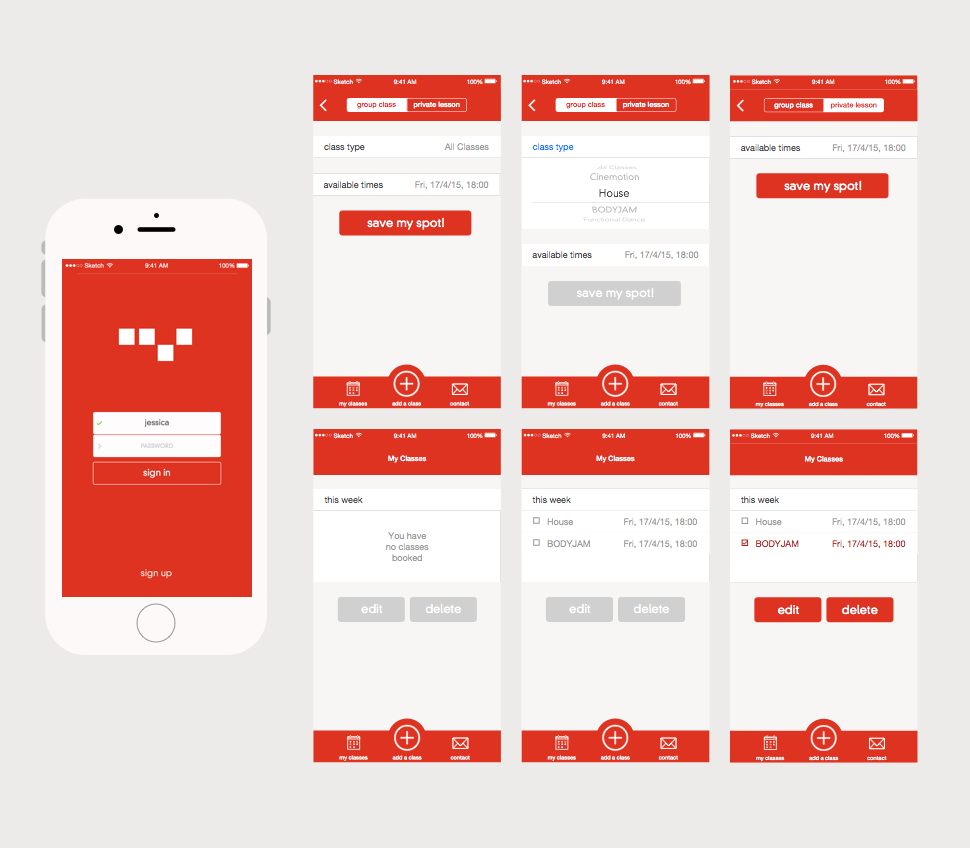 ●●●○○ Sketch 9:41 AM 100%
jessica
PASSWORD
sign in
sign up
●●●○○ Sketch 9:41 AM 100%
group class private lesson
class type All Classes
available times Fri, 17/4/15, 18:00
save my spot!
my classes add a class contact
●●●○○ Sketch 9:41 AM 100%
group class private lesson
class type
All Classes
Cinemotion
House
BODYJAM
Functional Dance
available times Fri, 17/4/15, 18:00
save my spot!
my classes add a class contact
●●●○○ Sketch 9:41 AM 100%
group class private lesson
available times Fri, 17/4/15, 18:00
save my spot!
my classes add a class contact
●●●○○ Sketch 9:41 AM 100%
My Classes
this week
You have
no classes
booked
edit delete
my classes add a class contact
●●●○○ Sketch 9:41 AM 100%
My Classes
this week
House Fri, 17/4/15, 18:00
BODYJAM Fri, 17/4/15, 18:00
edit delete
my classes add a class contact
●●●○○ Sketch 9:41 AM 100%
My Classes
this week
House Fri, 17/4/15, 18:00
BODYJAM Fri, 17/4/15, 18:00
edit delete
my classes add a class contact